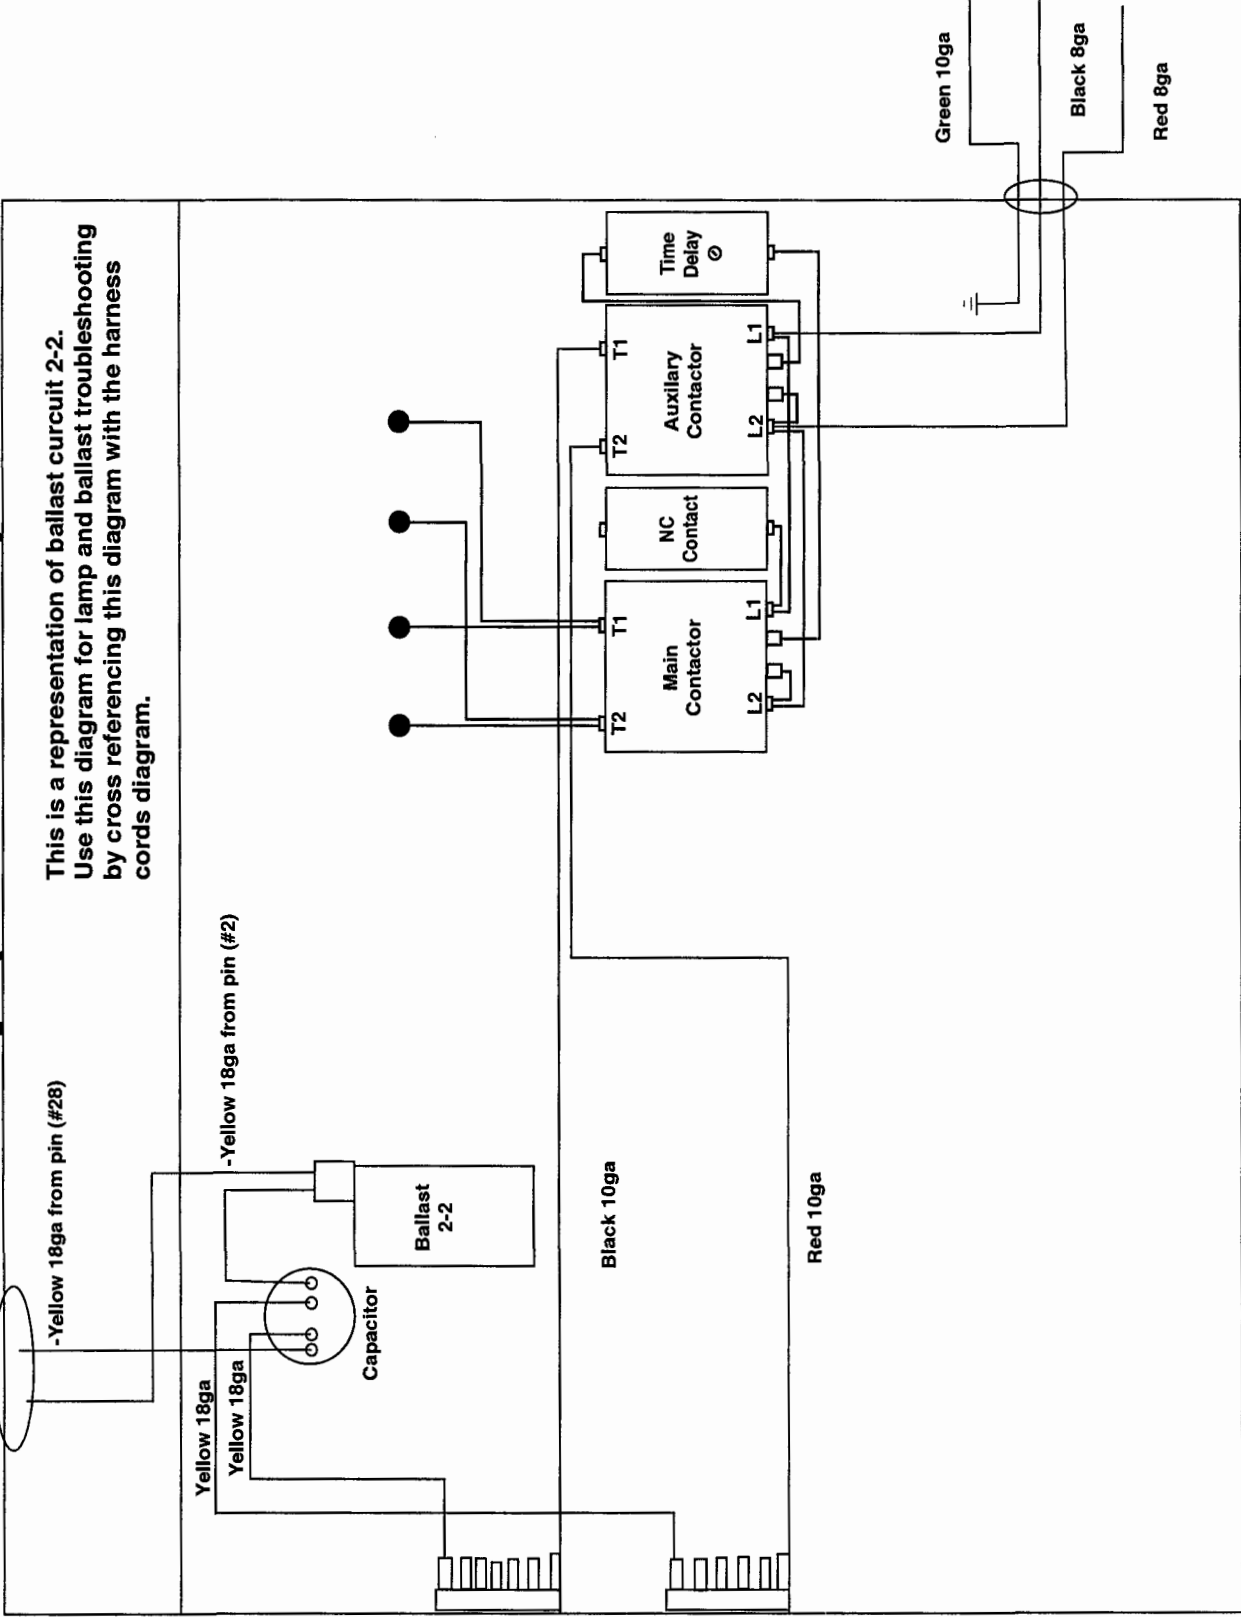 This is a representation of ballast curcuit 2-2.
Use this diagram for lamp and ballast troubleshooting
by cross referencing this diagram with the harness
cords diagram.
-Yellow 18ga from pin (#28)
-Yellow 18ga from pin (#2)
Yellow 18ga
Yellow 18ga
Capacitor
Ballast
2-2
Black 10ga
Red 10ga
T2
T1
Main
Contactor
L2
L1
NC
Contact
T2
T1
Auxilary
Contactor
L2
L1
Time
Delay
Green 10ga
Black 8ga
Red 8ga